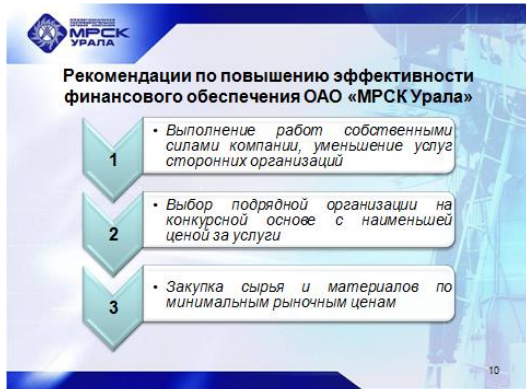 МРСК
УРАЛА
Рекомендации по повышению эффективности
финансового обеспечения ОАО «МРСК Урала»
1
• Выполнение работ собственными
силами компании, уменьшение услуг
сторонних организаций
2
• Выбор подрядной организации на
конкурсной основе с наименьшей
ценой за услуги
3
• Закупка сырья и материалов по
минимальным рыночным ценам
10